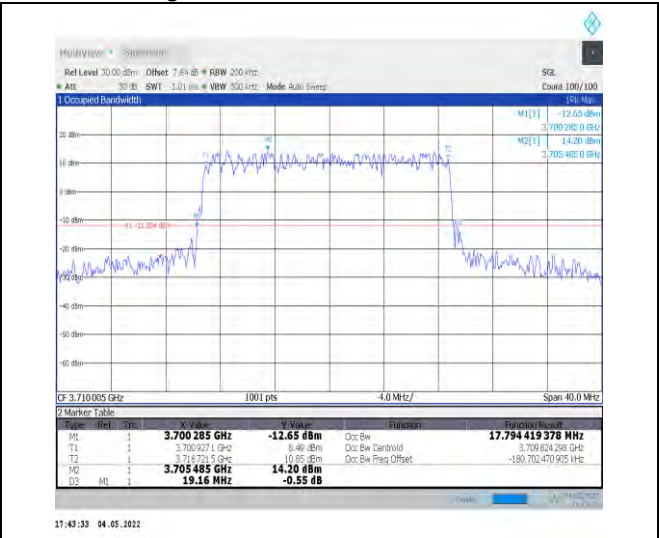 MultiView Spectrum
Ref Level 30.00 dBm Offset 7.64 dB RBW 200 kHz SGL
Att 30 dB SWT 1.01 ms VBW 500 kHz Mode Auto Sweep Count 100/100
1 Occupied Bandwidth 1Pk Max
M1[1] -12.65 dBm
3.700 285 0 GHz
M2[1] 14.20 dBm
3.705 485 0 GHz
20 dBm
10 dBm
0 dBm
-10 dBm
-20 dBm
-30 dBm
-40 dBm
-50 dBm
-60 dBm
CF 3.710005 GHz 1001 pts 4.0 MHz/ Span 40.0 MHz
2 Marker Table
Type Ref Trc X-Value Y-Value Function Function Result
M1 1 3.700 285 GHz -12.65 dBm Occ Bw 17.794 419 378 MHz
T1 1 3.700 927 1 GHz 6.49 dBm Occ Bw Centroid 3.709 824 298 GHz
T2 1 3.718 721 5 GHz 10.85 dBm Occ Bw Freq Offset -180.702 470 905 kHz
M2 1 3.705 485 GHz 14.20 dBm
D3 M1 1 19.16 MHz -0.55 dB
17:43:33 04.05.2022